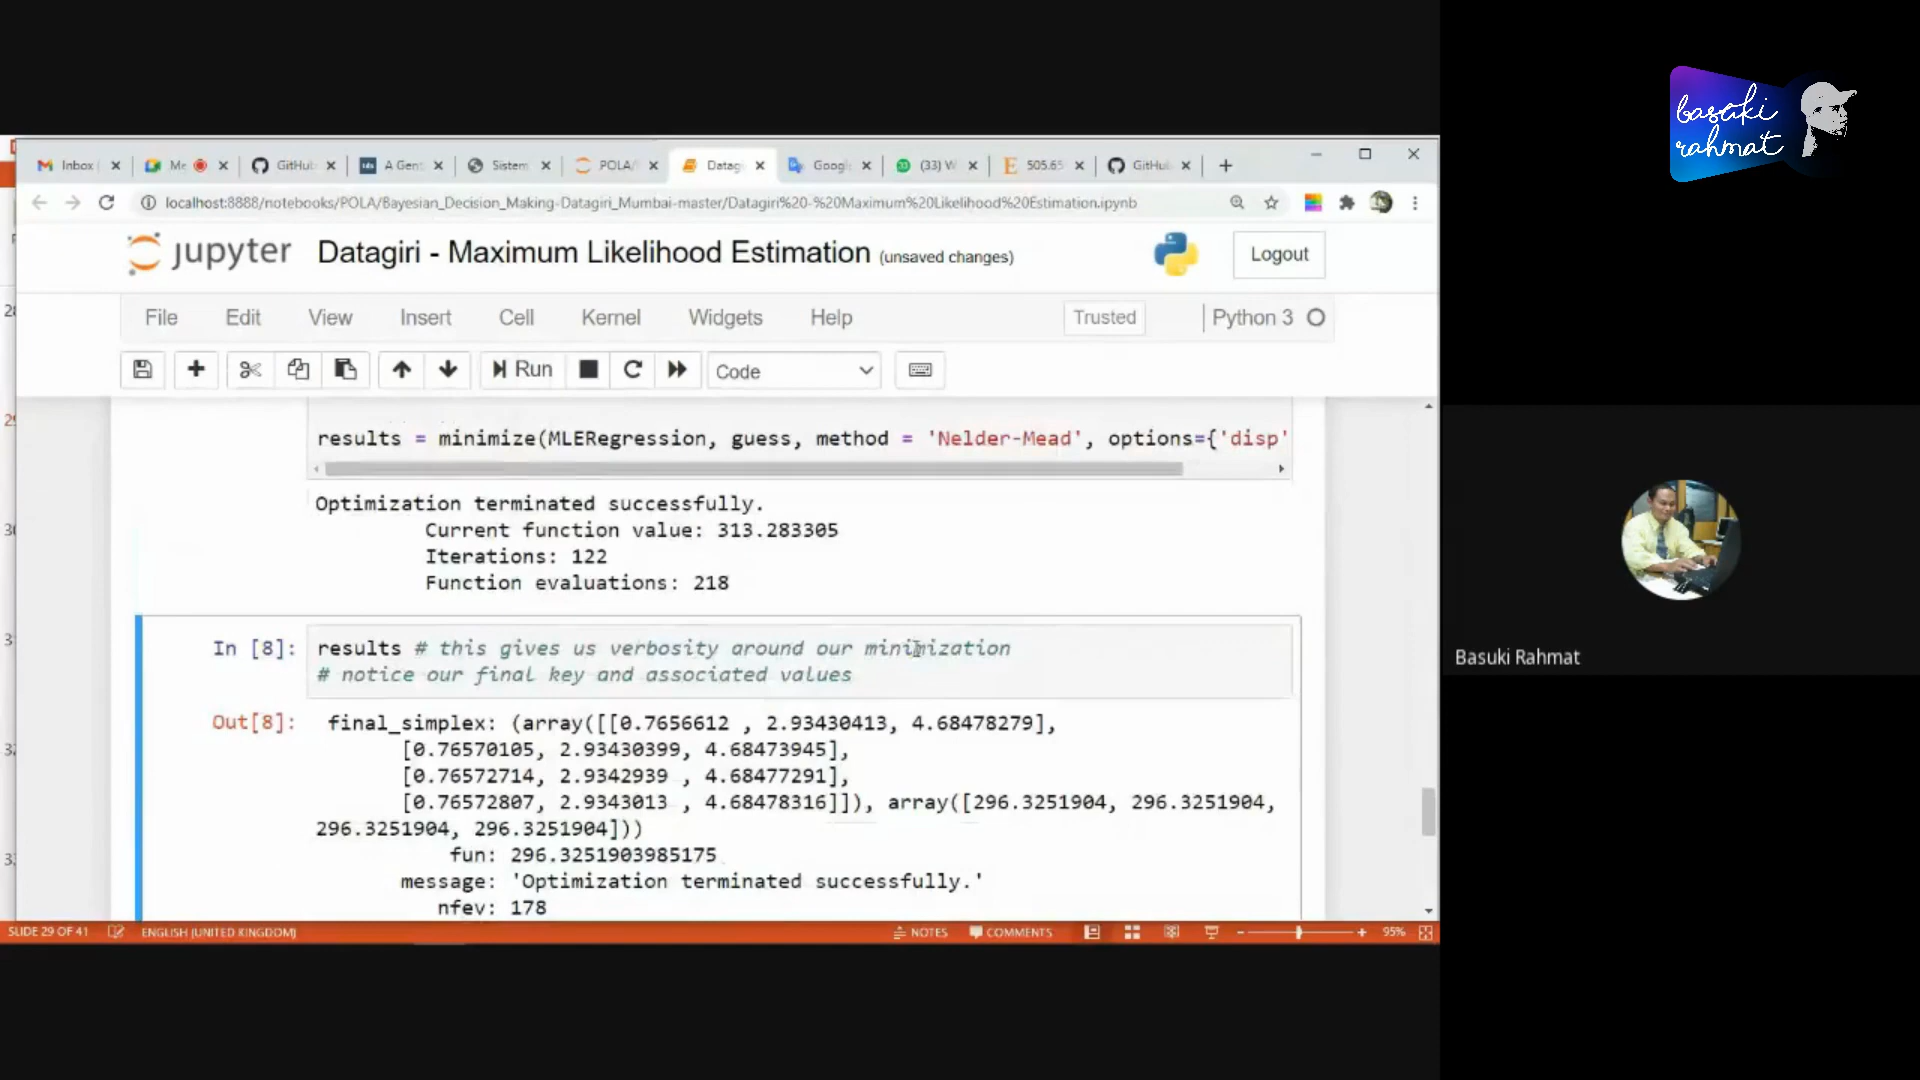 basuki
rahmat
Inbox
Me
GitHub
A Gent
Sistem
POLA/
Datag
Googl
(33) W
505.65
GitHub
localhost:8888/notebooks/POLA/Bayesian_Decision_Making-Datagiri_Mumbai-master/Datagiri%20-%20Maximum%20Likelihood%20Estimation.ipynb
jupyter Datagiri - Maximum Likelihood Estimation (unsaved changes)
Logout
File Edit View Insert Cell Kernel Widgets Help
Trusted
Python 3
Run
Code
results = minimize(MLERegression, guess, method = 'Nelder-Mead', options={'disp'
Optimization terminated successfully.
Current function value: 313.283305
Iterations: 122
Function evaluations: 218
In [8]: results # this gives us verbosity around our minimization
# notice our final key and associated values
Out[8]: final_simplex: (array([[0.7656612 , 2.93430413, 4.68478279],
[0.76570105, 2.93430399, 4.68473945],
[0.76572714, 2.9342939 , 4.68477291],
[0.76572807, 2.9343013 , 4.68478316]]), array([296.3251904, 296.3251904,
296.3251904, 296.3251904]))
fun: 296.3251903985175
message: 'Optimization terminated successfully.'
nfev: 178
SLIDE 29 OF 41
ENGLISH (UNITED KINGDOM)
NOTES
COMMENTS
95%
Basuki Rahmat